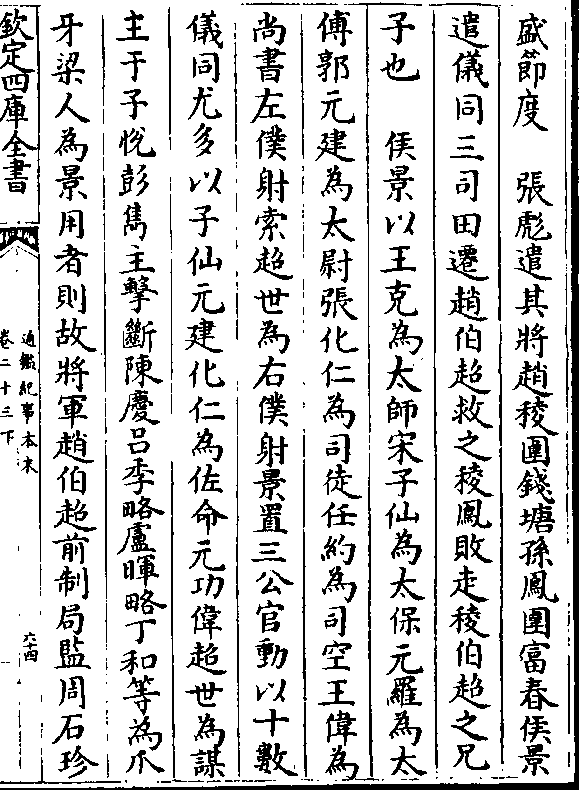 盛節度　張彪遣其將趙稜圍錢塘孫鳳圍富春侯景
遣儀同三司田遷趙伯超救之稜鳳敗走稜伯超之兄
子也　侯景以王克為太師宋子仙為太保元羅為太
傅郭元建為太尉張化仁為司徒任約為司空王偉為
尚書左僕射索超世為右僕射景置三公官動以十數
儀同尤多以子仙元建化仁為佐命元功偉超世為謀
主于子悅彭雋主擊斷陳慶吕季略盧暉略丁和等為爪
牙梁人為景用者則故將軍趙伯超前制局監周石珍
欽定四庫全書
通鑑紀事本末
卷二十三下
六十四